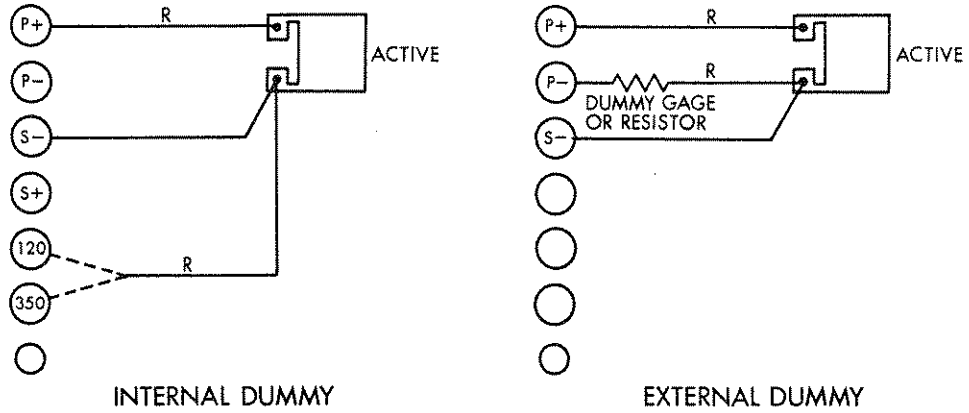 P+
R
ACTIVE
P−
S−
S+
120
R
350
INTERNAL DUMMY
P+
R
ACTIVE
P−
R
DUMMY GAGE
OR RESISTOR
S−
EXTERNAL DUMMY